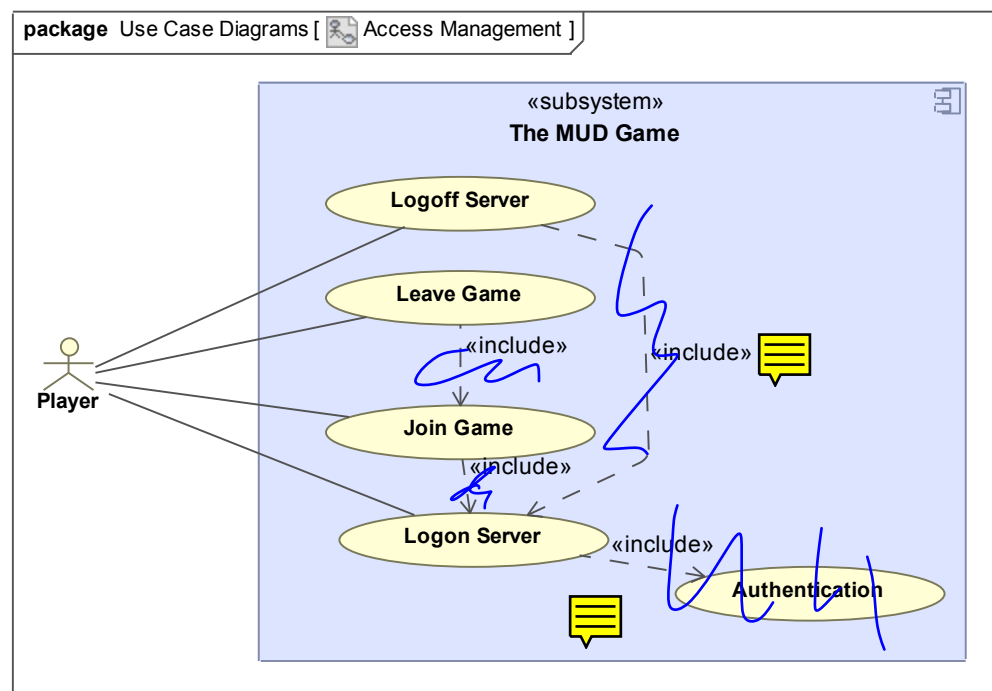 package Use Case Diagrams [ Access Management ]
«subsystem»
The MUD Game
Logoff Server
Leave Game
«include»
«include»
Player
Join Game
«include»
Logon Server
«include»
Authentication